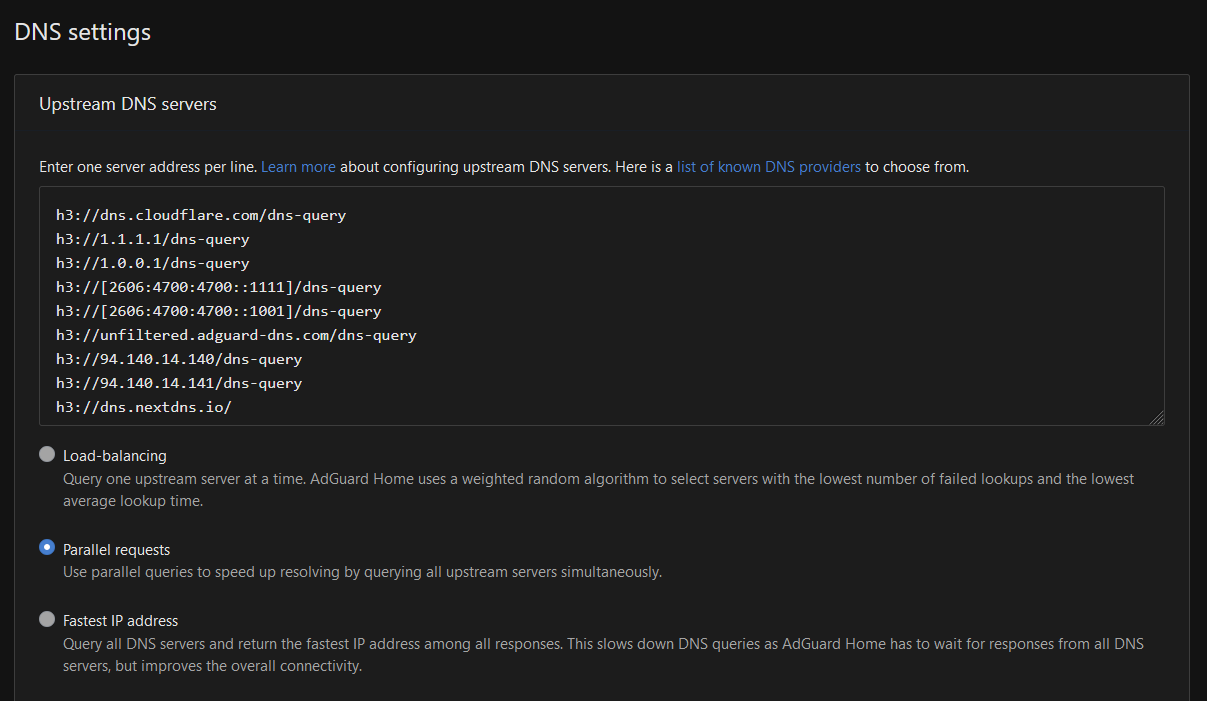 DNS settings
Upstream DNS servers
Enter one server address per line. Learn more about configuring upstream DNS servers. Here is a list of known DNS providers to choose from.
h3://dns.cloudflare.com/dns-query
h3://1.1.1.1/dns-query
h3://1.0.0.1/dns-query
h3://[2606:4700:4700::1111]/dns-query
h3://[2606:4700:4700::1001]/dns-query
h3://unfiltered.adguard-dns.com/dns-query
h3://94.140.14.140/dns-query
h3://94.140.14.141/dns-query
h3://dns.nextdns.io/
Load-balancing
Query one upstream server at a time. AdGuard Home uses a weighted random algorithm to select servers with the lowest number of failed lookups and the lowest
average lookup time.
Parallel requests
Use parallel queries to speed up resolving by querying all upstream servers simultaneously.
Fastest IP address
Query all DNS servers and return the fastest IP address among all responses. This slows down DNS queries as AdGuard Home has to wait for responses from all DNS
servers, but improves the overall connectivity.